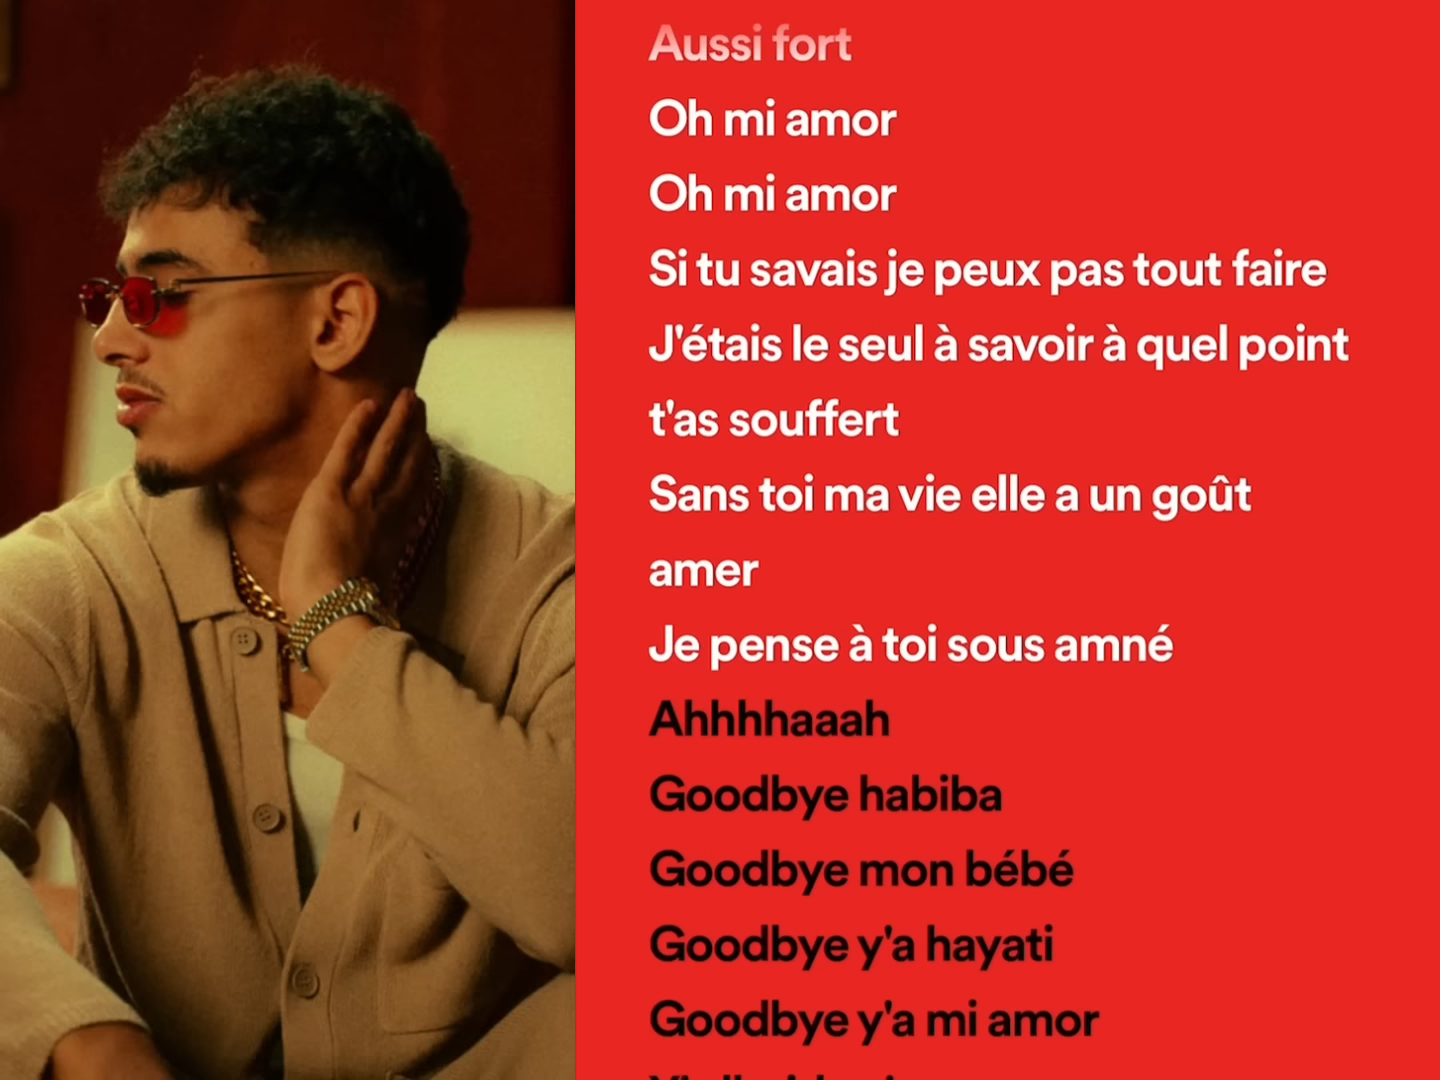 Aussi fort
Oh mi amor
Oh mi amor
Si tu savais je peux pas tout faire
J'étais le seul à savoir à quel point
t'as souffert
Sans toi ma vie elle a un goût
amer
Je pense à toi sous amné
Ahhhhaaah
Goodbye habiba
Goodbye mon bébé
Goodbye y'a hayati
Goodbye y'a mi amor